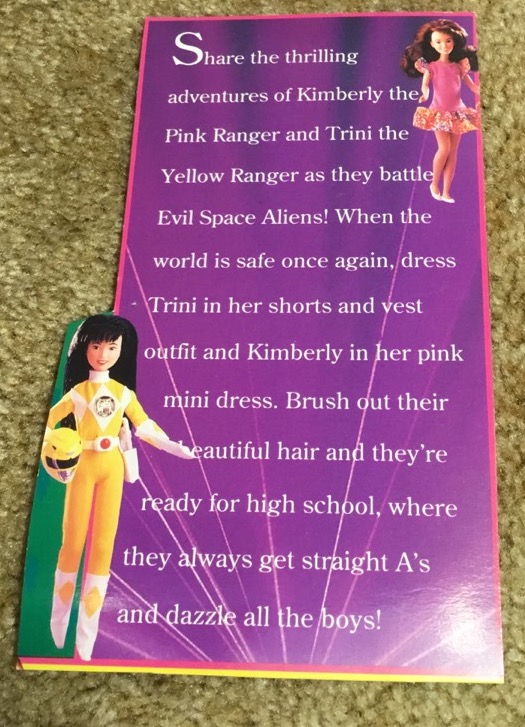 Share the thrilling
adventures of Kimberly the
Pink Ranger and Trini the
Yellow Ranger as they battle
Evil Space Aliens! When the
world is safe once again, dress
Trini in her shorts and vest
outfit and Kimberly in her pink
mini dress. Brush out their
beautiful hair and they're
ready for high school, where
they always get straight A's
and dazzle all the boys!